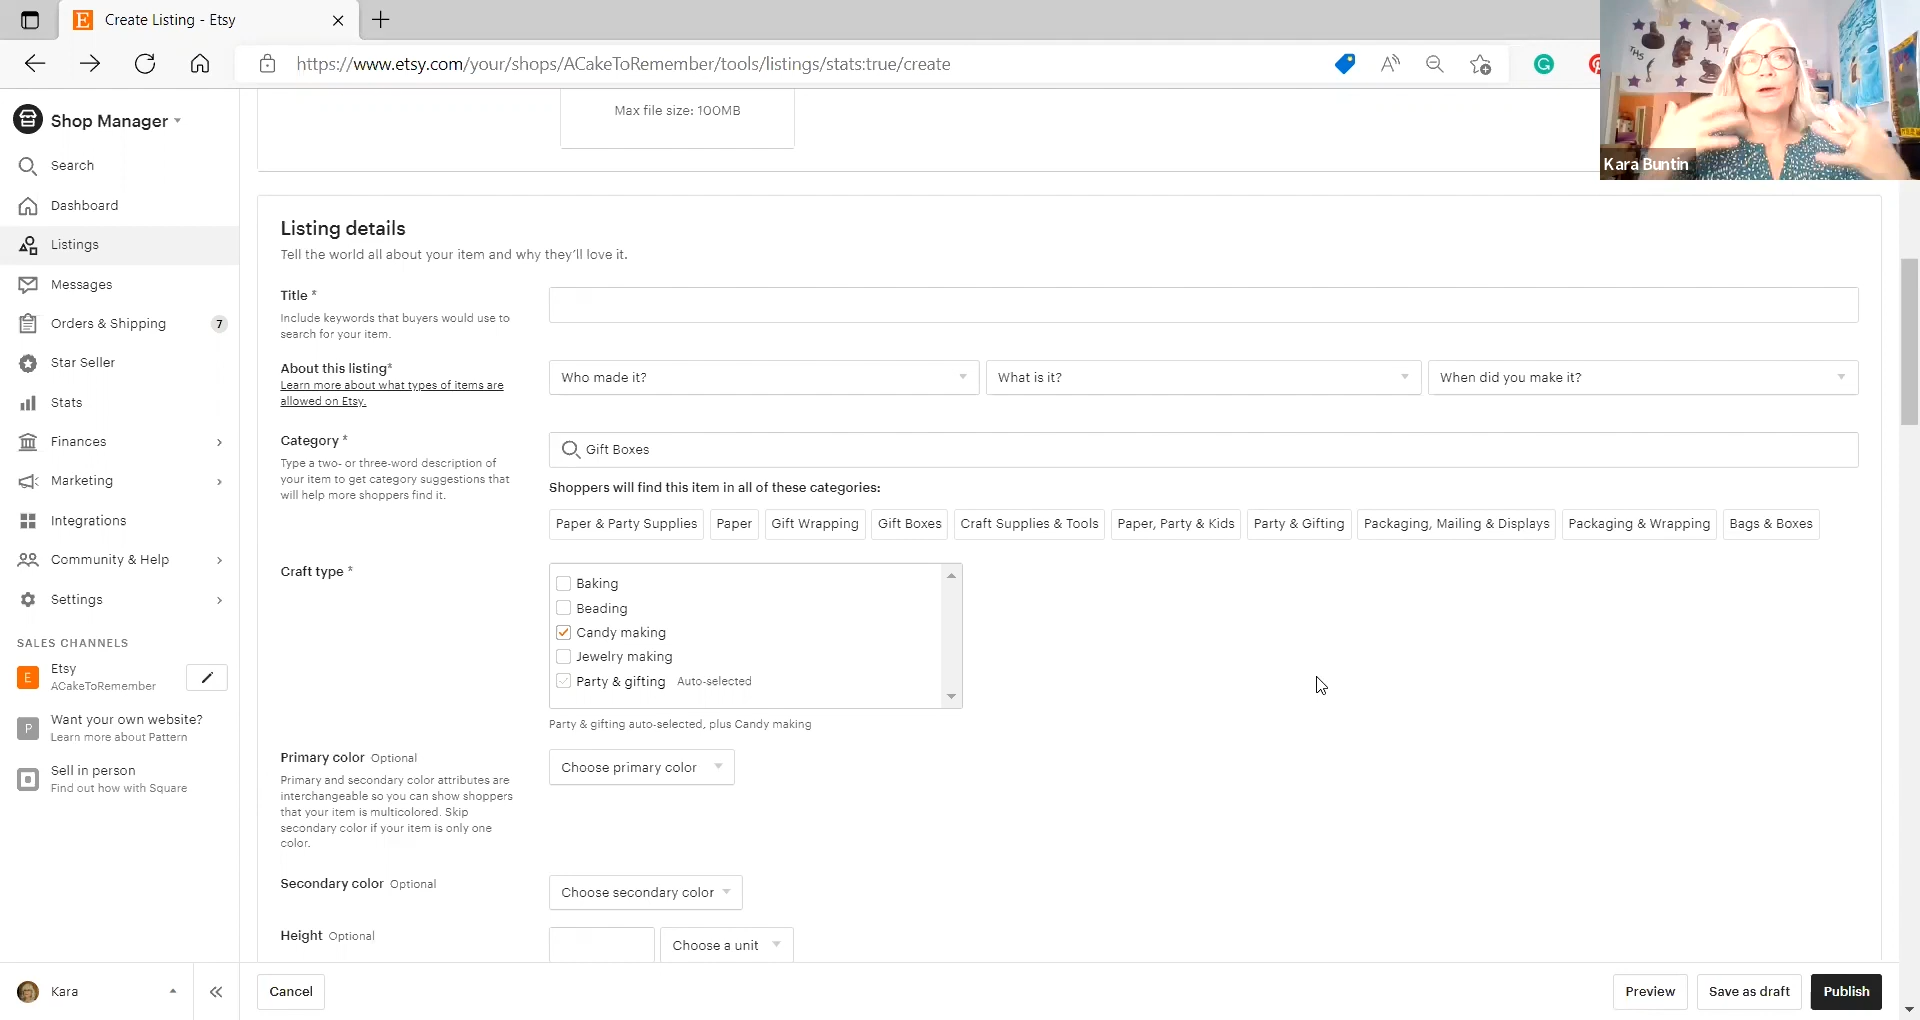 Create Listing - Etsy
https://www.etsy.com/your/shops/ACakeToRemember/tools/listings/stats:true/create
Kara Buntin
Shop Manager
Search
Dashboard
Listings
Messages
Orders & Shipping 7
Star Seller
Stats
Finances
Marketing
Integrations
Community & Help
Settings
SALES CHANNELS
E Etsy
ACakeToRemember
P Want your own website?
Learn more about Pattern
Sell in person
Find out how with Square
Kara
Max file size: 100MB
Listing details
Tell the world all about your item and why they'll love it.
Title *
Include keywords that buyers would use to
search for your item.
About this listing*
Learn more about what types of items are
allowed on Etsy.
Who made it? What is it? When did you make it?
Category *
Type a two- or three-word description of
your item to get category suggestions that
will help more shoppers find it.
Gift Boxes
Shoppers will find this item in all of these categories:
Paper & Party Supplies Paper Gift Wrapping Gift Boxes Craft Supplies & Tools Paper, Party & Kids Party & Gifting Packaging, Mailing & Displays Packaging & Wrapping Bags & Boxes
Craft type *
Baking
Beading
Candy making
Jewelry making
Party & gifting Auto-selected
Party & gifting auto-selected, plus Candy making
Primary color Optional
Primary and secondary color attributes are
interchangeable so you can show shoppers
that your item is multicolored. Skip
secondary color if your item is only one
color.
Choose primary color
Secondary color Optional
Choose secondary color
Height Optional
Choose a unit
Cancel Preview Save as draft Publish